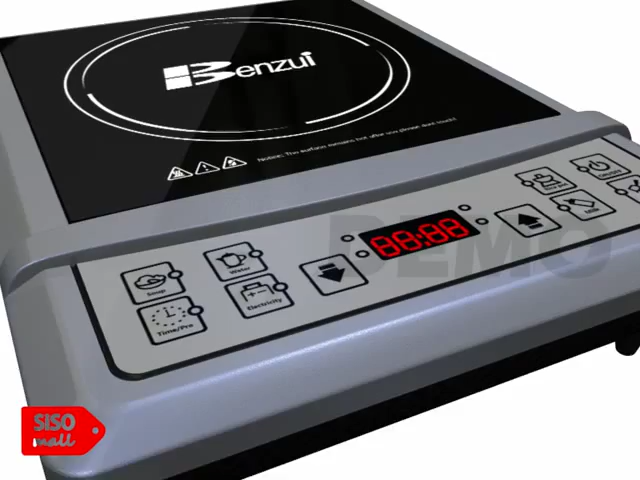 Benzui
Notice: The surface remains hot after use please dont touch!
DEMO
88:88
Soup
Water
Time/Pre
Electricity
SiSO
mall